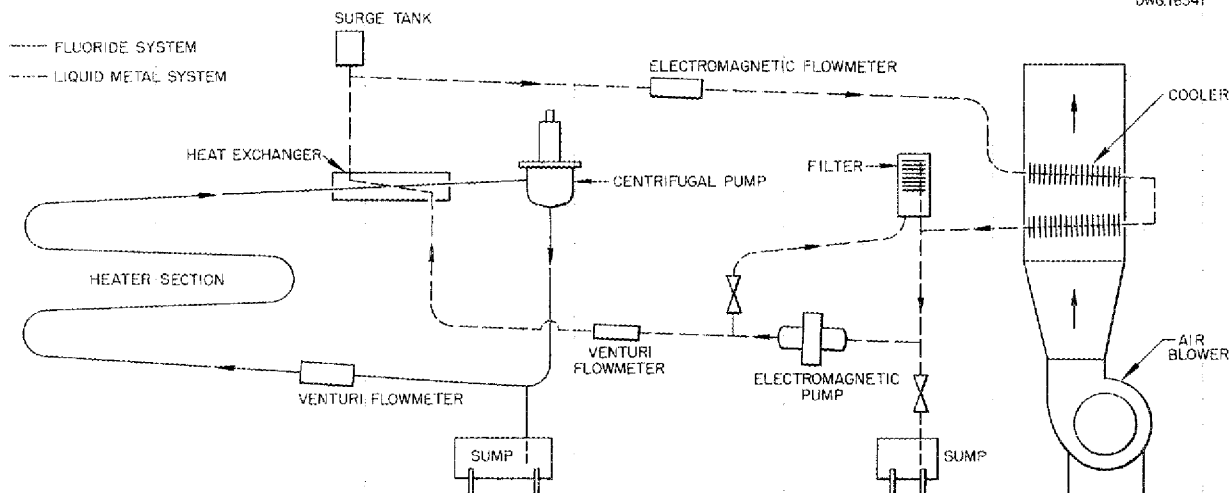 DWG.16341
SURGE TANK
FLUORIDE SYSTEM
LIQUID METAL SYSTEM
ELECTROMAGNETIC FLOWMETER
COOLER
HEAT EXCHANGER
FILTER
CENTRIFUGAL PUMP
HEATER SECTION
VENTURI
FLOWMETER
AIR
BLOWER
ELECTROMAGNETIC
PUMP
VENTURI FLOWMETER
SUMP
SUMP